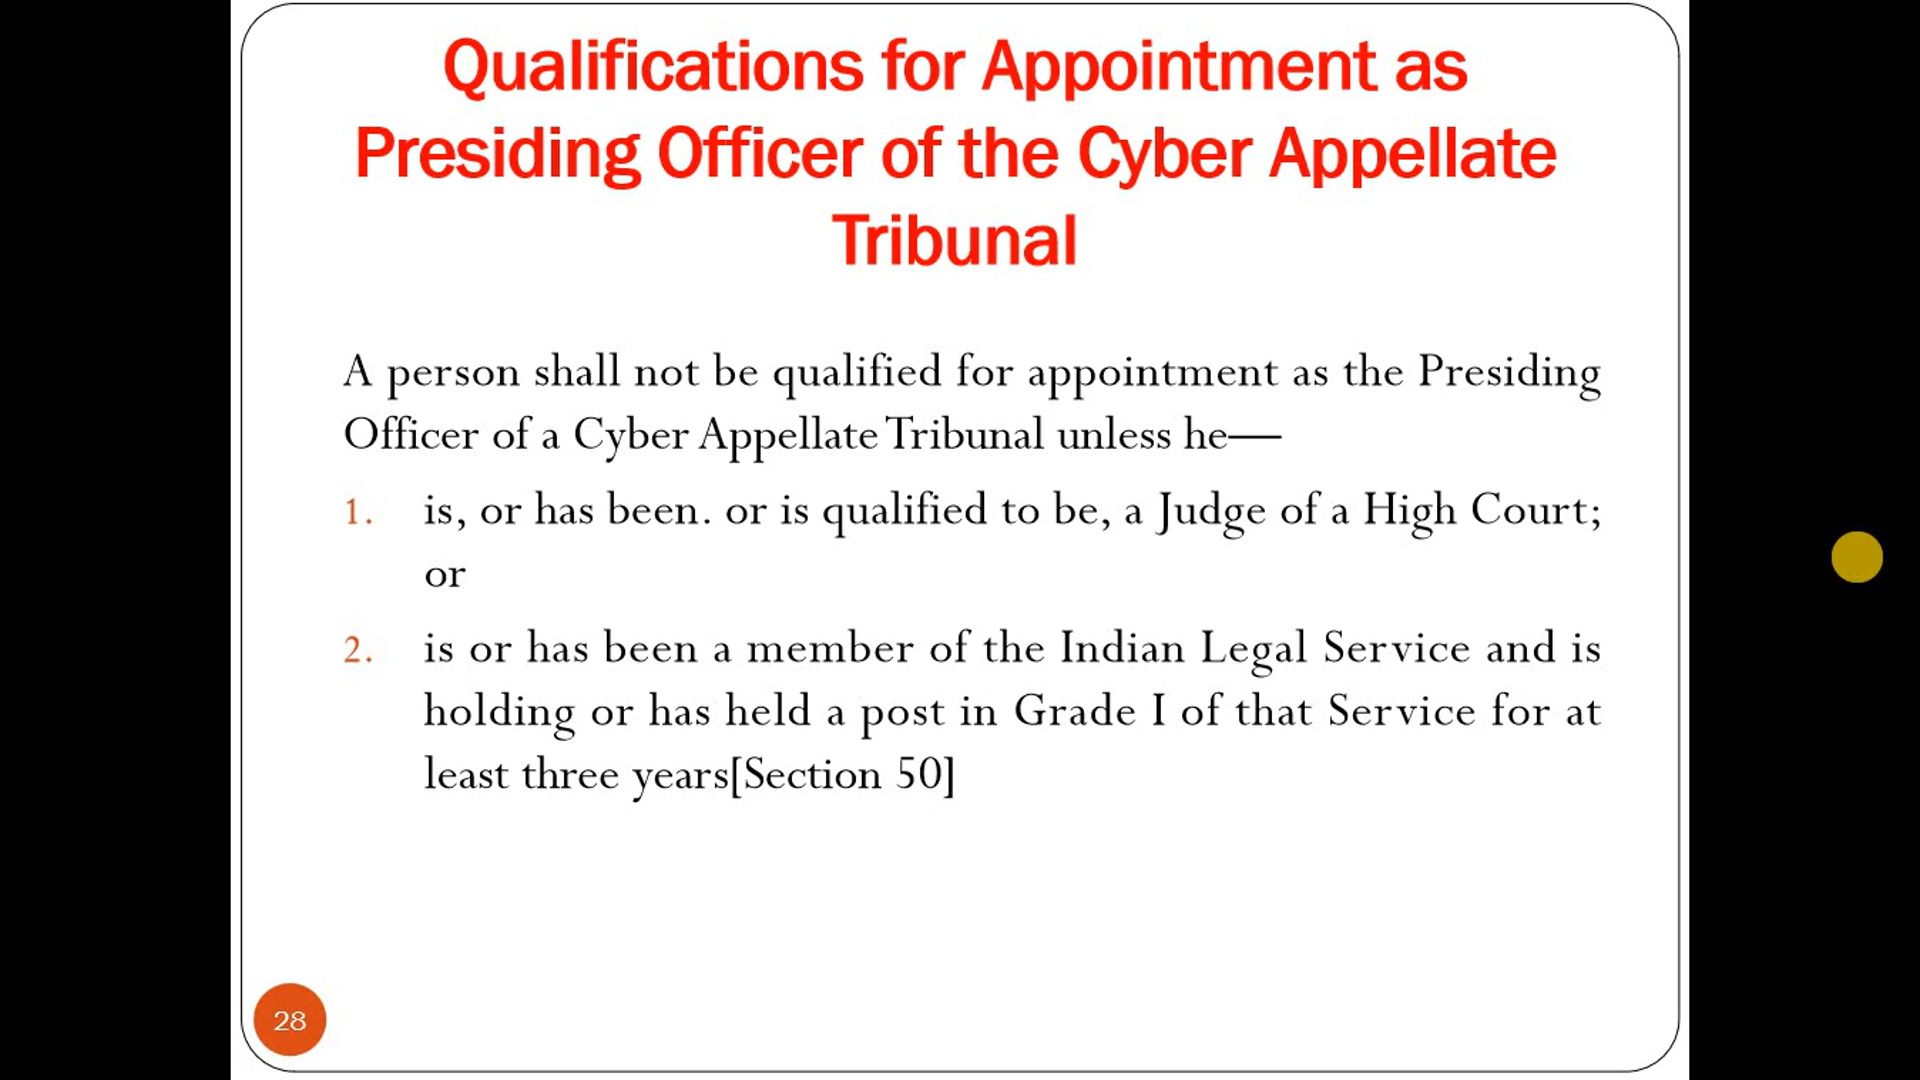 Qualifications for Appointment as
Presiding Officer of the Cyber Appellate
Tribunal
A person shall not be qualified for appointment as the Presiding
Officer of a Cyber Appellate Tribunal unless he—
1. is, or has been. or is qualified to be, a Judge of a High Court;
or
2. is or has been a member of the Indian Legal Service and is
holding or has held a post in Grade I of that Service for at
least three years[Section 50]
28